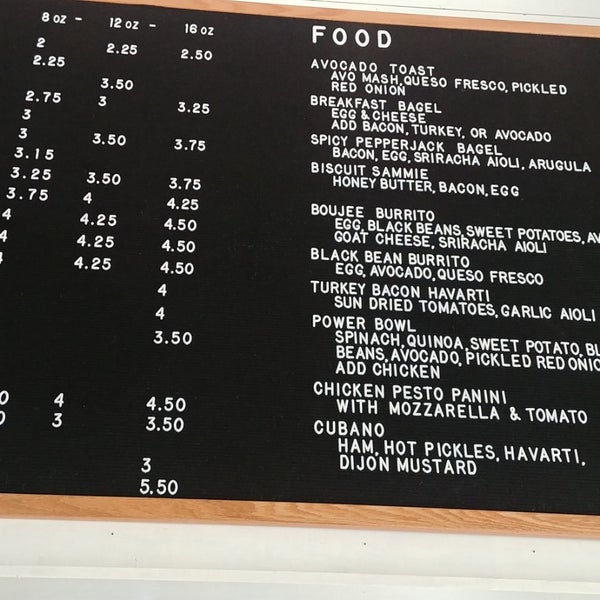 8 oz - 12 oz - 16 oz
2 2.25 2.50
2.25
3.50
2.75 3 3.25
3
3 3.50 3.75
3.15
3.25 3.50 3.75
3.75 4 4.25
4 4.25 4.50
4 4.25 4.50
4.25 4.50
4
4
3.50
4 4.50
3 3.50
3
5.50
FOOD
AVOCADO TOAST
AVO MASH, QUESO FRESCO, PICKLED
RED ONION
BREAKFAST BAGEL
EGG & CHEESE
ADD BACON, TURKEY, OR AVOCADO
SPICY PEPPERJACK BAGEL
BACON, EGG, SRIRACHA AIOLI, ARUGULA
BISCUIT SAMMIE
HONEY BUTTER, BACON, EGG
BOUJEE BURRITO
EGG, BLACK BEANS, SWEET POTATOES, AV
GOAT CHEESE, SRIRACHA AIOLI
BLACK BEAN BURRITO
EGG, AVOCADO, QUESO FRESCO
TURKEY BACON HAVARTI
SUN DRIED TOMATOES, GARLIC AIOLI
POWER BOWL
SPINACH, QUINOA, SWEET POTATO, BL
BEANS, AVOCADO, PICKLED RED ONIO
ADD CHICKEN
CHICKEN PESTO PANINI
WITH MOZZARELLA & TOMATO
CUBANO
HAM, HOT PICKLES, HAVARTI,
DIJON MUSTARD